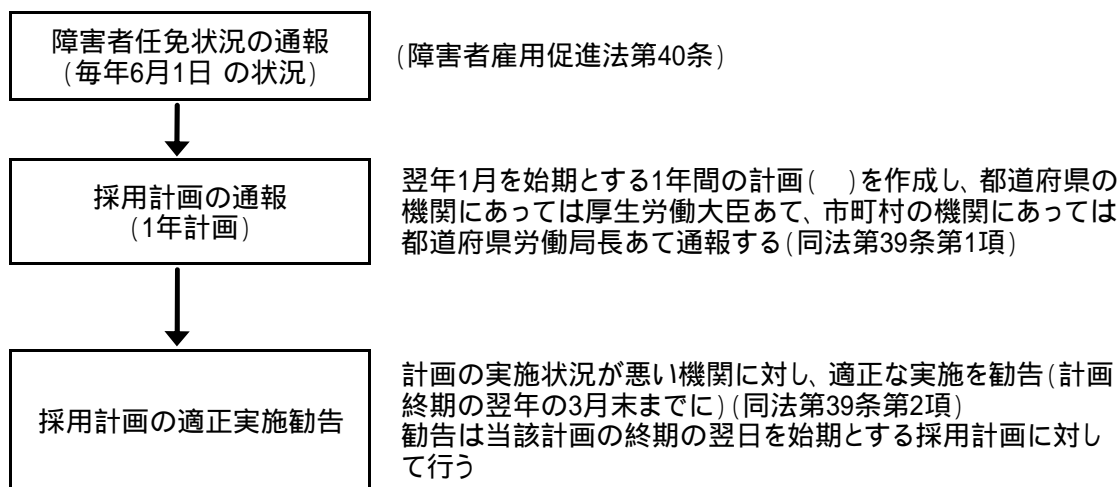 障害者任免状況の通報
(毎年6月1日 の状況)
(障害者雇用促進法第40条)
採用計画の通報
(1年計画)
翌年1月を始期とする1年間の計画(　)を作成し、都道府県の
機関にあっては厚生労働大臣あて、市町村の機関にあっては
都道府県労働局長あて通報する(同法第39条第1項)
採用計画の適正実施勧告
計画の実施状況が悪い機関に対し、適正な実施を勧告(計画
終期の翌年の3月末までに)(同法第39条第2項)
勧告は当該計画の終期の翌日を始期とする採用計画に対し
て行う